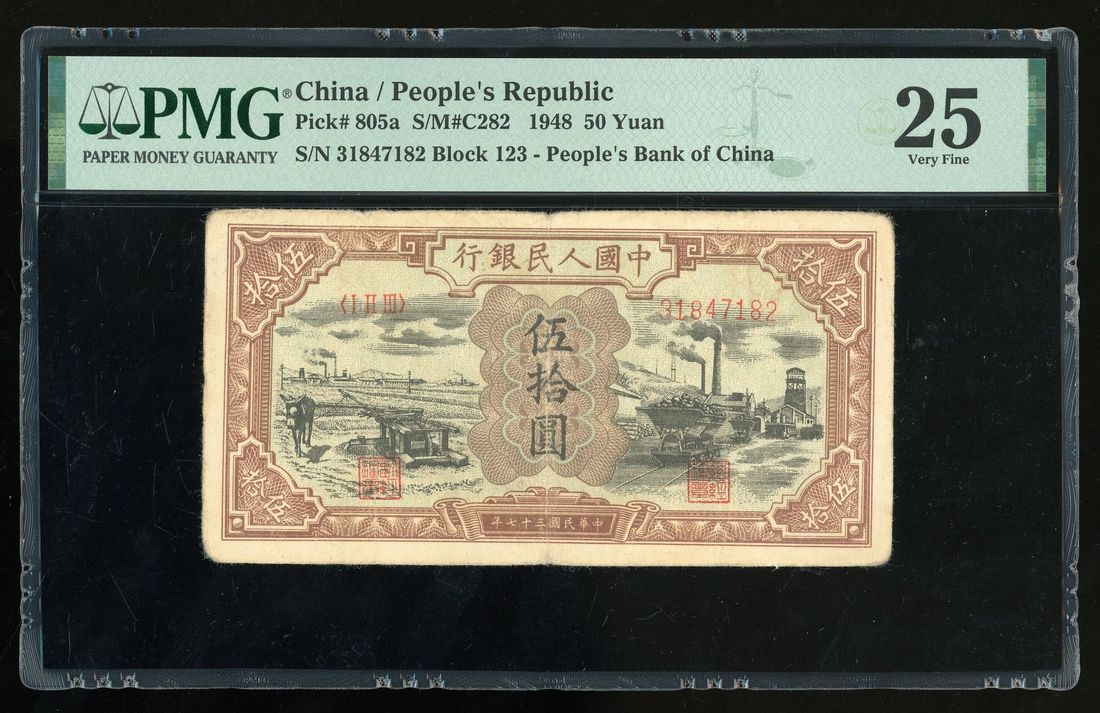 PMG®
PAPER MONEY GUARANTY
China / People's Republic
Pick# 805a S/M#C282 1948 50 Yuan
S/N 31847182 Block 123 - People's Bank of China
25
Very Fine
行銀民人國中
拾伍
拾伍
〈I II III〉
31847182
伍拾圓
拾伍
拾伍
年七十三國民華中